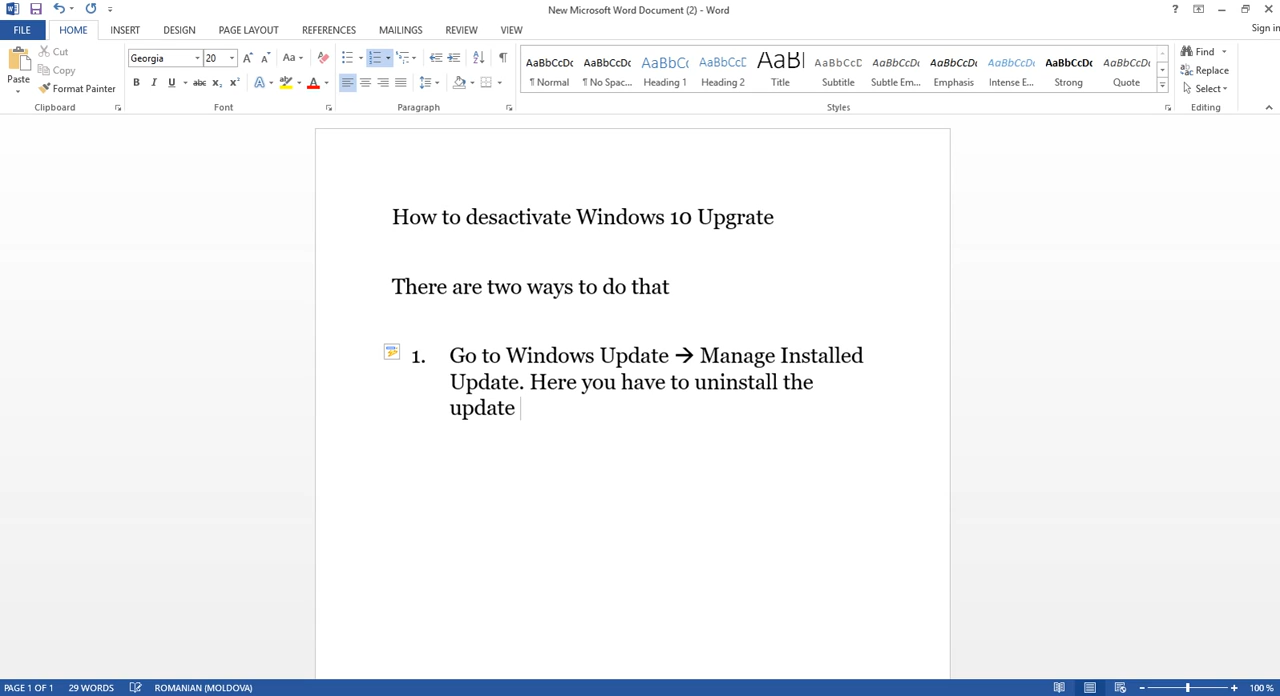 New Microsoft Word Document (2) - Word
Sign in
FILE HOME INSERT DESIGN PAGE LAYOUT REFERENCES MAILINGS REVIEW VIEW
Paste
Cut
Copy
Format Painter
Clipboard
Georgia 20
Font
Paragraph
AaBbCcDc AaBbCcDc AaBbCc AaBbCcD AaBl AaBbCcD AaBbCcDc AaBbCcDc AaBbCcDc AaBbCcDc AaBbCcDc
¶ Normal ¶ No Spac... Heading 1 Heading 2 Title Subtitle Subtle Em... Emphasis Intense E... Strong Quote
Styles
Find
Replace
Select
Editing
How to desactivate Windows 10 Upgrate
There are two ways to do that
1. Go to Windows Update → Manage Installed
Update. Here you have to uninstall the
update
PAGE 1 OF 1 29 WORDS ROMANIAN (MOLDOVA) 100 %